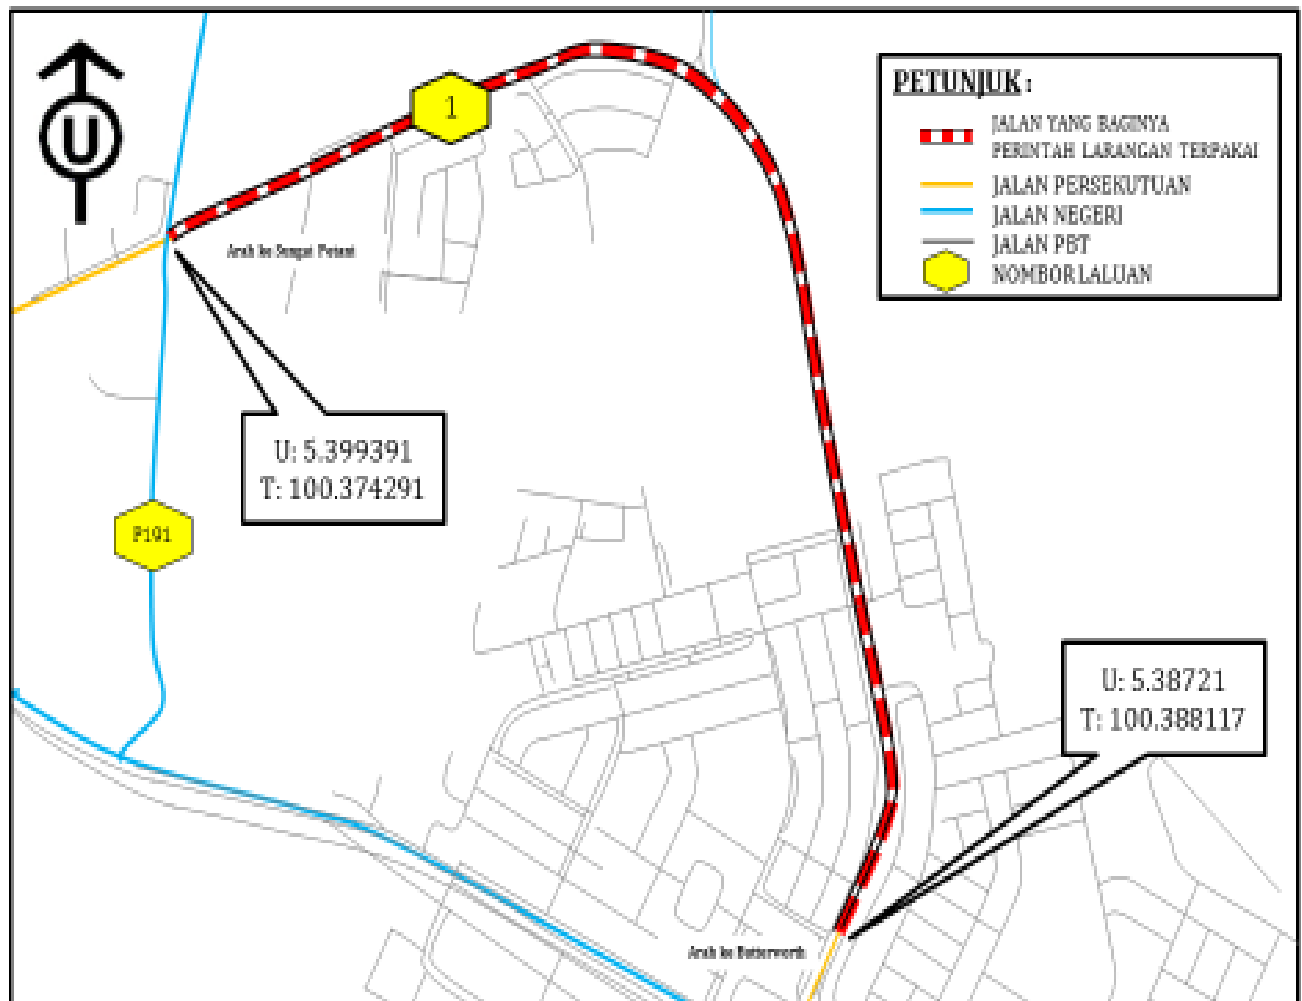 U
1
PETUNJUK :
JALAN YANG BAGINYA
PERINTAH LARANGAN TERPAKAI
JALAN PERSEKUTUAN
JALAN NEGERI
JALAN PBT
NOMBOR LALUAN
Arah ke Sungai Petani
U: 5.399391
T: 100.374291
P191
U: 5.38721
T: 100.388117
Arah ke Butterworth